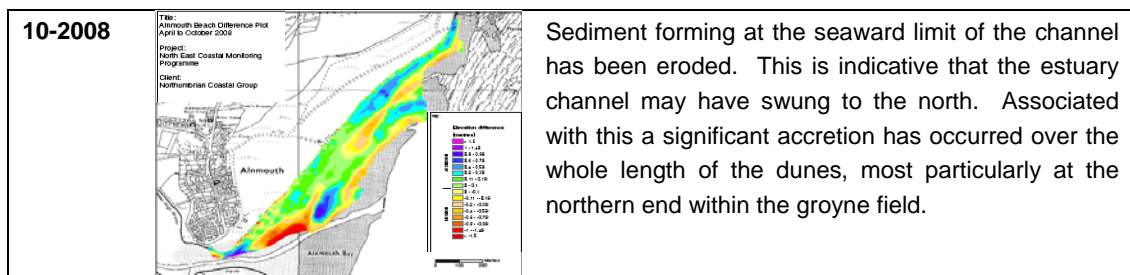 10-2008
Title:
Alnmouth Beach Difference Plot
April to October 2008
Project:
North East Coastal Monitoring
Programme
Client:
Northumbrian Coastal Group
Alnmouth
Alnmouth Bay
Elevation difference
(metres)
Sediment forming at the seaward limit of the channel
has been eroded. This is indicative that the estuary
channel may have swung to the north. Associated
with this a significant accretion has occurred over the
whole length of the dunes, most particularly at the
northern end within the groyne field.